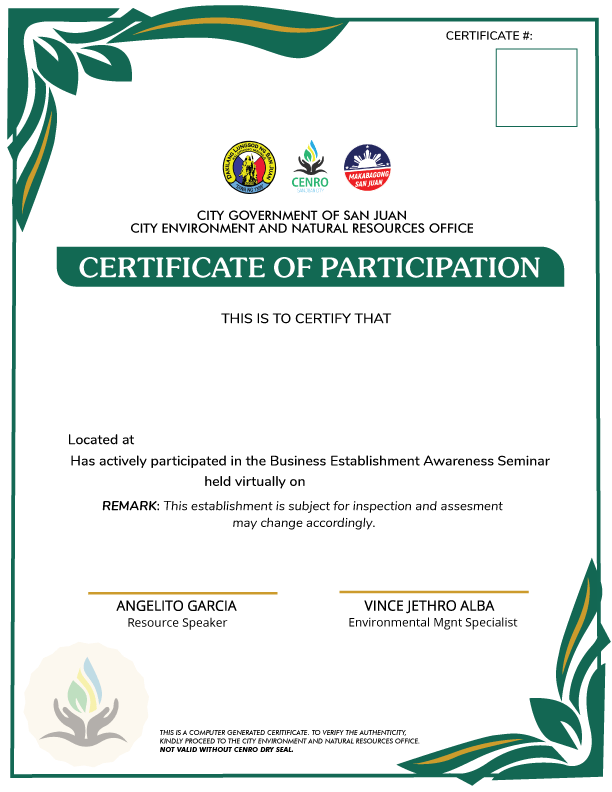 CERTIFICATE #:
DAKILANG LUNGSOD NG SAN JUAN
CENRO
MAKABAGONG
SAN JUAN
CITY GOVERNMENT OF SAN JUAN
CITY ENVIRONMENT AND NATURAL RESOURCES OFFICE
CERTIFICATE OF PARTICIPATION
THIS IS TO CERTIFY THAT
Located at
Has actively participated in the Business Establishment Awareness Seminar
held virtually on
REMARK: This establishment is subject for inspection and assesment
may change accordingly.
ANGELITO GARCIA
Resource Speaker
VINCE JETHRO ALBA
Environmental Mgnt Specialist
THIS IS A COMPUTER GENERATED CERITIFICATE. TO VERIFY THE AUTHENTICITY,
KINDLY PROCEED TO THE CITY ENVIRONMENT AND NATURAL RESOURCES OFFICE.
NOT VALID WITHOUT CENRO DRY SEAL.